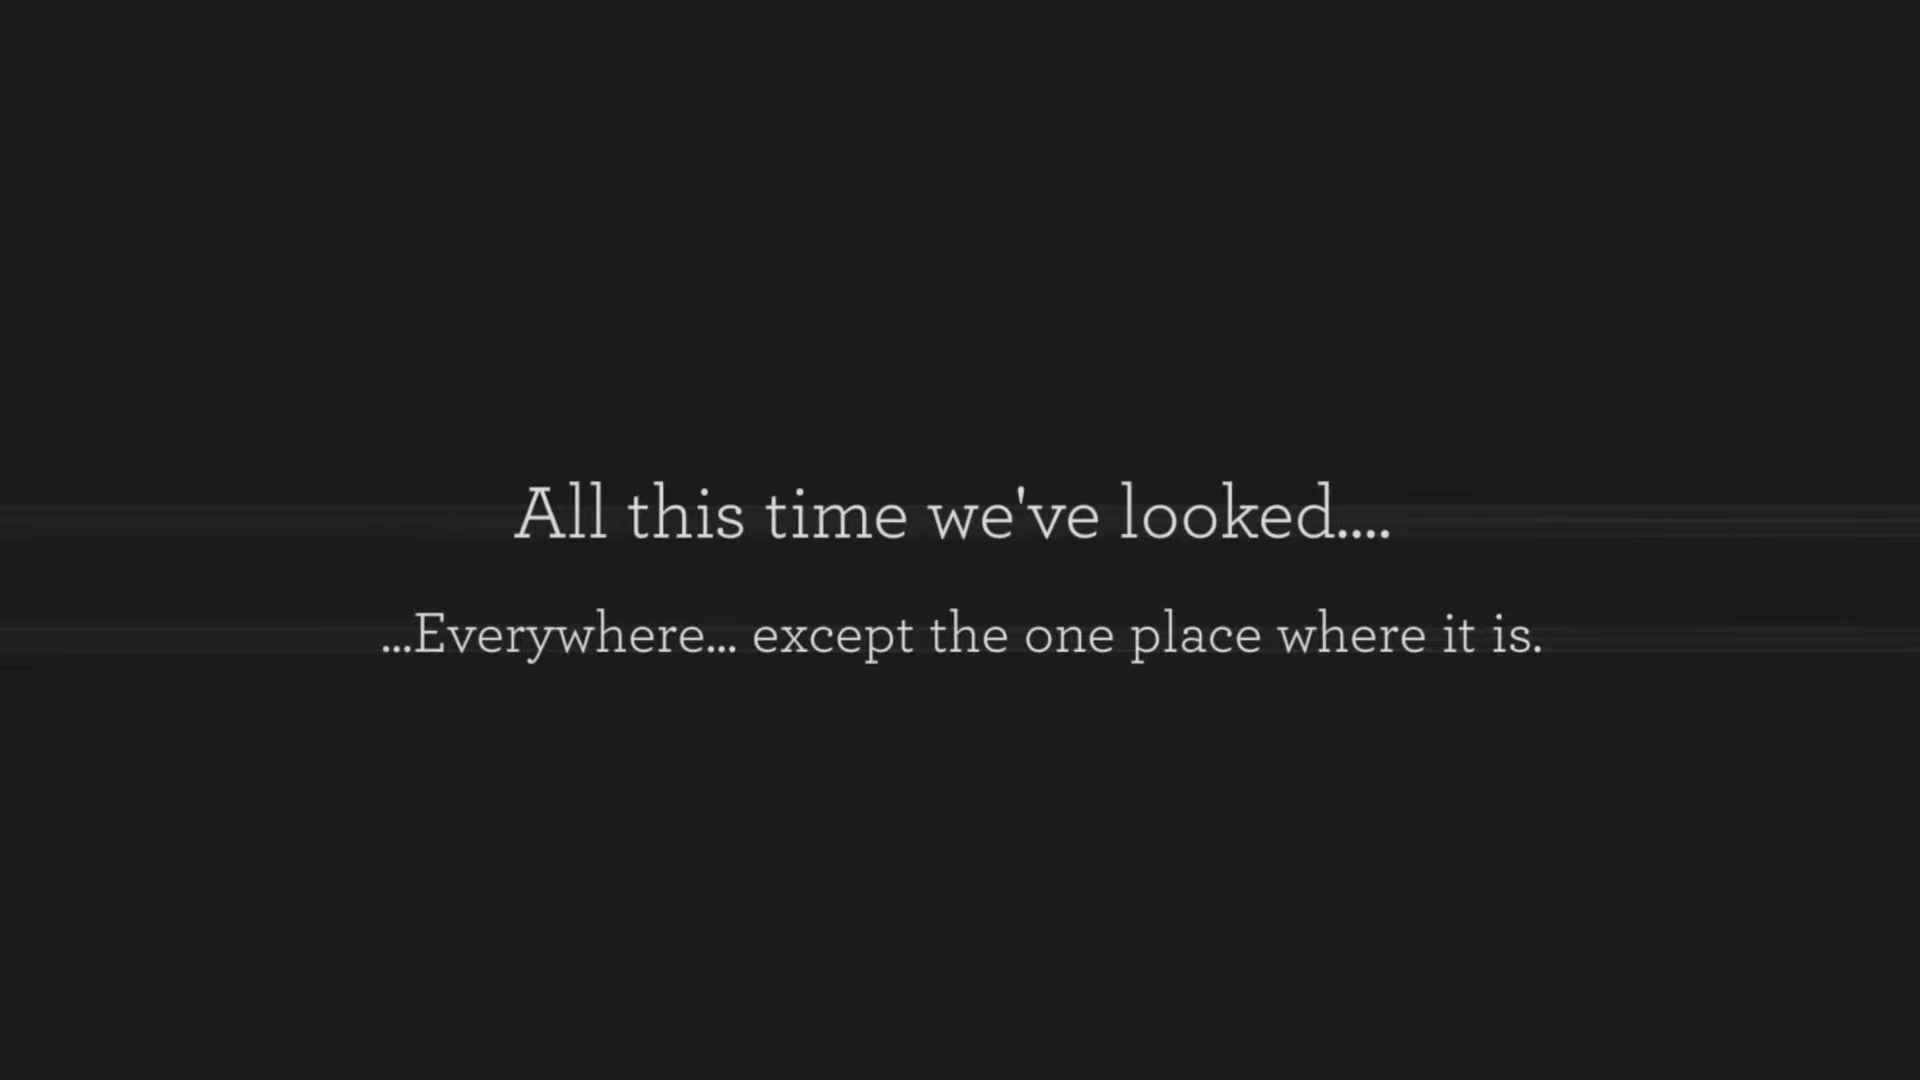 All this time we've looked....
...Everywhere... except the one place where it is.